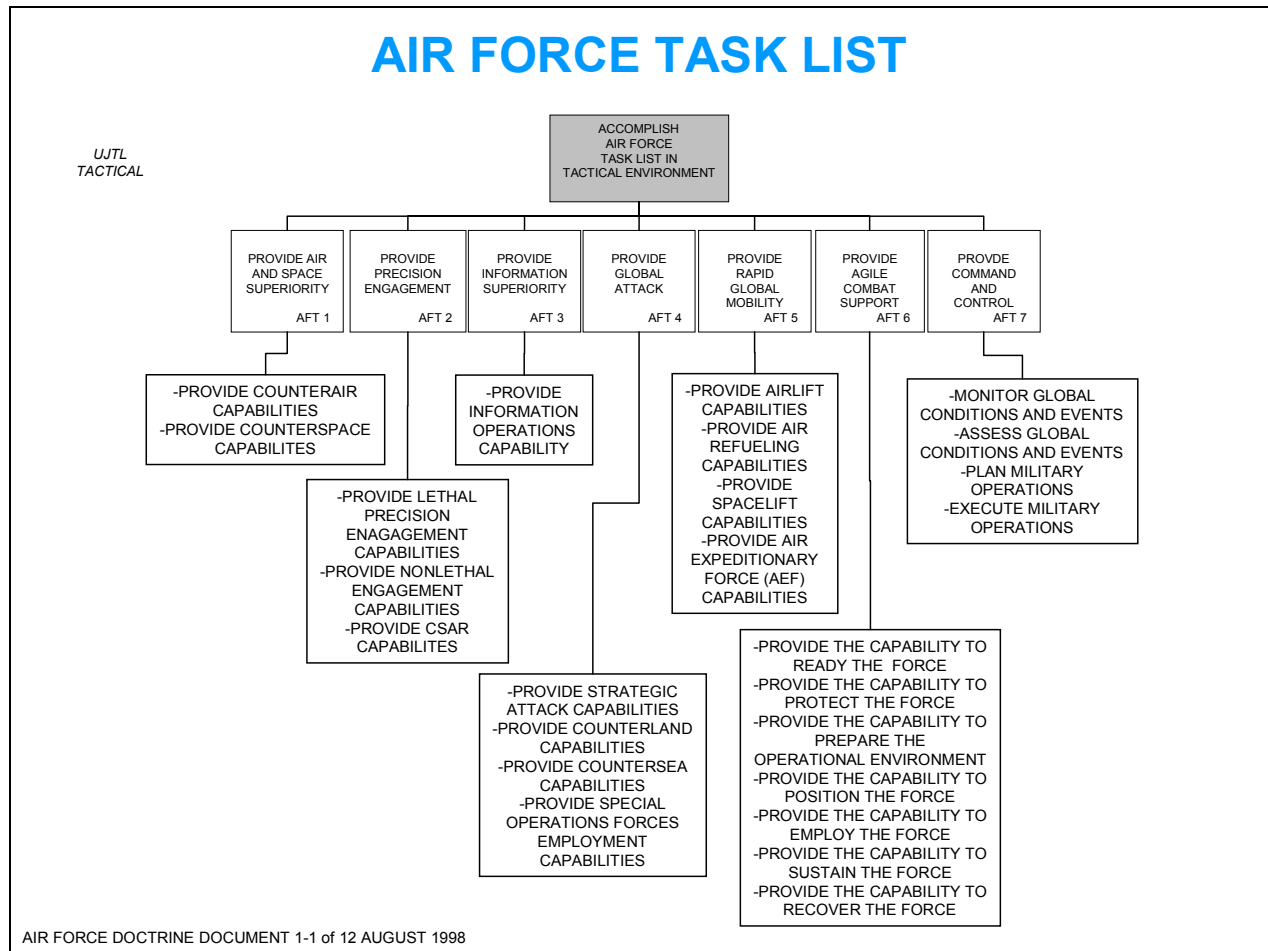 AIR FORCE TASK LIST
UJTL
TACTICAL
ACCOMPLISH
AIR FORCE
TASK LIST IN
TACTICAL ENVIRONMENT
PROVIDE AIR
AND SPACE
SUPERIORITY
AFT 1
PROVIDE
PRECISION
ENGAGEMENT
AFT 2
PROVIDE
INFORMATION
SUPERIORITY
AFT 3
PROVIDE
GLOBAL
ATTACK
AFT 4
PROVIDE
RAPID
GLOBAL
MOBILITY
AFT 5
PROVIDE
AGILE
COMBAT
SUPPORT
AFT 6
PROVDE
COMMAND
AND
CONTROL
AFT 7
-PROVIDE COUNTERAIR
CAPABILITIES
-PROVIDE COUNTERSPACE
CAPABILITES
-PROVIDE LETHAL
PRECISION
ENAGAGEMENT
CAPABILITIES
-PROVIDE NONLETHAL
ENGAGEMENT
CAPABILITIES
-PROVIDE CSAR
CAPABILITES
-PROVIDE
INFORMATION
OPERATIONS
CAPABILITY
-PROVIDE STRATEGIC
ATTACK CAPABILITIES
-PROVIDE COUNTERLAND
CAPABILITIES
-PROVIDE COUNTERSEA
CAPABILITIES
-PROVIDE SPECIAL
OPERATIONS FORCES
EMPLOYMENT
CAPABILITIES
-PROVIDE AIRLIFT
CAPABILITIES
-PROVIDE AIR
REFUELING
CAPABILITIES
-PROVIDE
SPACELIFT
CAPABILITIES
-PROVIDE AIR
EXPEDITIONARY
FORCE (AEF)
CAPABILITIES
-PROVIDE THE CAPABILITY TO
READY THE FORCE
-PROVIDE THE CAPABILITY TO
PROTECT THE FORCE
-PROVIDE THE CAPABILITY TO
PREPARE THE
OPERATIONAL ENVIRONMENT
-PROVIDE THE CAPABILITY TO
POSITION THE FORCE
-PROVIDE THE CAPABILITY TO
EMPLOY THE FORCE
-PROVIDE THE CAPABILITY TO
SUSTAIN THE FORCE
-PROVIDE THE CAPABILITY TO
RECOVER THE FORCE
-MONITOR GLOBAL
CONDITIONS AND EVENTS
-ASSESS GLOBAL
CONDITIONS AND EVENTS
-PLAN MILITARY
OPERATIONS
-EXECUTE MILITARY
OPERATIONS
AIR FORCE DOCTRINE DOCUMENT 1-1 of 12 AUGUST 1998